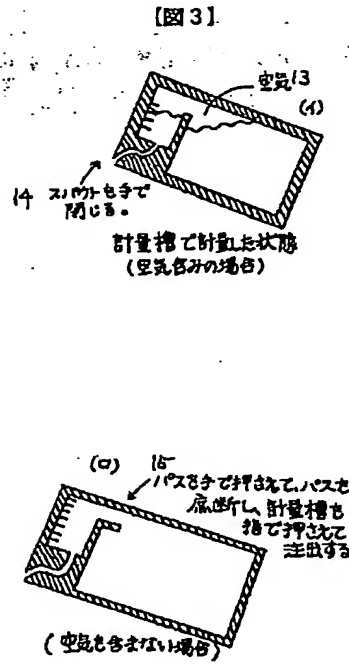 【図3】
空気13
(イ)
14 スパウトを手で
閉じる。
計量槽で計量した状態
(空気含みの場合)
(ロ) 15
パスを手で押さえて、パスを
底断し、計量槽を
指で押さえて
注出する
(空気を含まない場合)